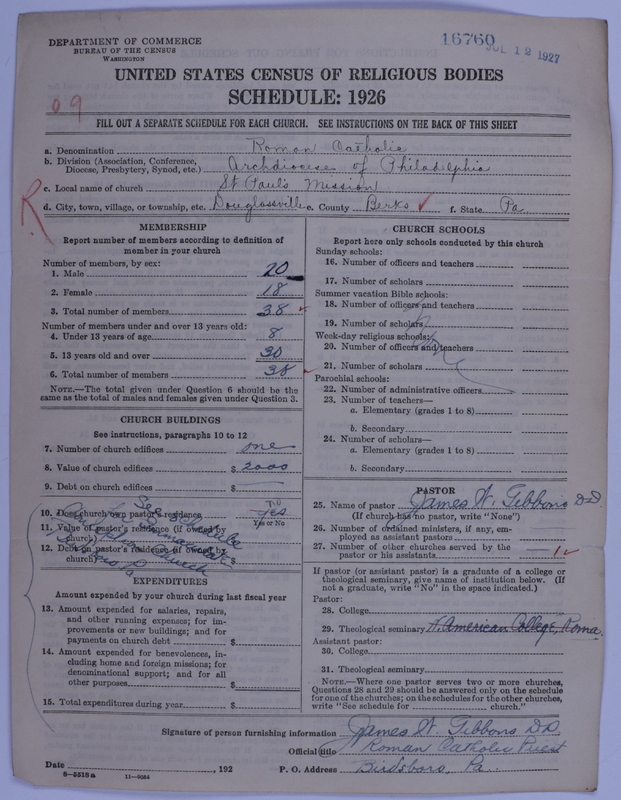 DEPARTMENT OF COMMERCE
BUREAU OF THE CENSUS
WASHINGTON
16760
JUL 12 1927
UNITED STATES CENSUS OF RELIGIOUS BODIES
SCHEDULE: 1926
09
FILL OUT A SEPARATE SCHEDULE FOR EACH CHURCH. SEE INSTRUCTIONS ON THE BACK OF THIS SHEET
a. Denomination Roman Catholic
b. Division (Association, Conference, Diocese, Presbytery, Synod, etc.) Archdiocese of Philadelphia
c. Local name of church St Paul's Mission
R
d. City, town, village, or township, etc. Douglassville e. County Berks f. State Pa
MEMBERSHIP
Report number of members according to definition of
member in your church
Number of members, by sex:
1. Male 20
2. Female 18
3. Total number of members 38
Number of members under and over 13 years old:
4. Under 13 years of age 8
5. 13 years old and over 30
6. Total number of members 38
NOTE.—The total given under Question 6 should be
same as the total of males and females given under Question 3.
CHURCH BUILDINGS
See instructions, paragraphs 10 to 12
7. Number of church edifices one
8. Value of church edifices $2000
9. Debt on church edifices $
10. Does church own pastor's residence No yes
Yes or No
11. Value of pastor's residence (if owned by
church)
12. Debt on pastor's residence (if owned by
church)
See Schedule
Church
EXPENDITURES
Amount expended by your church during last fiscal year
13. Amount expended for salaries, repairs,
and other running expenses; for im-
provements or new buildings; and for
payments on church debt $
14. Amount expended for benevolences, in-
cluding home and foreign missions; for
denominational support; and for all
other purposes $
15. Total expenditures during year $
CHURCH SCHOOLS
Report here only schools conducted by this church
Sunday schools:
16. Number of officers and teachers
17. Number of scholars
Summer vacation Bible schools:
18. Number of officers and teachers
19. Number of scholars
Week-day religious schools:
20. Number of officers and teachers
21. Number of scholars
Parochial schools:
22. Number of administrative officers
23. Number of teachers—
a. Elementary (grades 1 to 8)
b. Secondary
24. Number of scholars—
a. Elementary (grades 1 to 8)
b. Secondary
PASTOR
25. Name of pastor James W. Gibbons DD
(If church has no pastor, write "None")
26. Number of ordained ministers, if any, em-
ployed as assistant pastors
27. Number of other churches served by the
pastor or his assistants
If pastor (or assistant pastor) is a graduate of a college or
theological seminary, give name of institution below. (If
not a graduate, write "No" in the space indicated.)
Pastor:
28. College
29. Theological seminary N. American College, Roma.
Assistant pastor:
30. College
31. Theological seminary
NOTE.—Where one pastor serves two or more churches,
Questions 28 and 29 should be answered only on the schedule
for one of the churches; on the schedules for the other churches,
write "See schedule for church."
Signature of person furnishing information James W. Gibbons DD.
Official title Roman Catholic Priest
Date , 192 P. O. Address Birdsboro, Pa.
8—5518a 11—9664